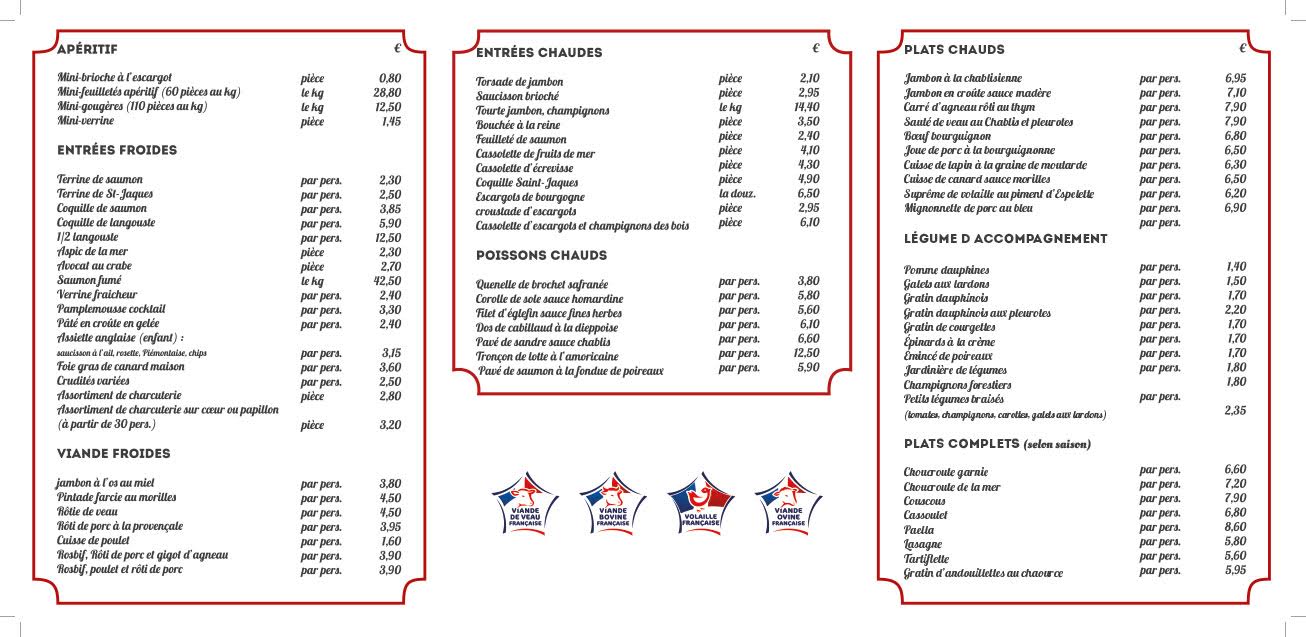 APÉRITIF €
Mini-brioche à l'escargot pièce 0,80
Mini-feuilletés apéritif (60 pièces au kg) le kg 28,80
Mini-gougères (110 pièces au kg) le kg 12,50
Mini-verrine pièce 1,45
ENTRÉES FROIDES
Terrine de saumon par pers. 2,30
Terrine de St-Jaques par pers. 2,50
Coquille de saumon par pers. 3,85
Coquille de langouste par pers. 5,90
1/2 langouste par pers. 12,50
Aspic de la mer pièce 2,30
Avocat au crabe pièce 2,70
Saumon fumé le kg 42,50
Verrine fraicheur par pers. 2,40
Pamplemousse cocktail par pers. 3,30
Pâté en croûte en gelée par pers. 2,40
Assiette anglaise (enfant) :
saucisson à l'ail, rosette, Piémontaise, chips par pers. 3,15
Foie gras de canard maison par pers. 3,60
Crudités variées par pers. 2,50
Assortiment de charcuterie pièce 2,80
Assortiment de charcuterie sur cœur ou papillon
(à partir de 30 pers.) pièce 3,20
VIANDE FROIDES
jambon à l'os au miel par pers. 3,80
Pintade farcie au morilles par pers. 4,50
Rôtie de veau par pers. 4,50
Rôti de porc à la provençale par pers. 3,95
Cuisse de poulet par pers. 1,60
Rosbif, Rôti de porc et gigot d'agneau par pers. 3,90
Rosbif, poulet et rôti de porc par pers. 3,90
ENTRÉES CHAUDES €
Torsade de jambon pièce 2,10
Saucisson brioché pièce 2,95
Tourte jambon, champignons le kg 14,40
Bouchée à la reine pièce 3,50
Feuilleté de saumon pièce 2,40
Cassolette de fruits de mer pièce 4,10
Cassolette d'écrevisse pièce 4,30
Coquille Saint-Jaques pièce 4,90
Escargots de bourgogne la douz. 6,50
croustade d'escargots pièce 2,95
Cassolette d'escargots et champignons des bois pièce 6,10
POISSONS CHAUDS
Quenelle de brochet safranée par pers. 3,80
Corolle de sole sauce homardine par pers. 5,80
Filet d'églefin sauce fines herbes par pers. 5,60
Dos de cabillaud à la dieppoise par pers. 6,10
Pavé de sandre sauce chablis par pers. 6,60
Tronçon de lotte à l'amoricaine par pers. 12,50
Pavé de saumon à la fondue de poireaux par pers. 5,90
VIANDE
DE VEAU
FRANÇAISE
VIANDE
BOVINE
FRANÇAISE
VOLAILLE
FRANÇAISE
VIANDE
OVINE
FRANÇAISE
PLATS CHAUDS €
Jambon à la chablisienne par pers. 6,95
Jambon en croûte sauce madère par pers. 7,10
Carré d'agneau rôti au thym par pers. 7,90
Sauté de veau au Chablis et pleurotes par pers. 7,90
Bœuf bourguignon par pers. 6,80
Joue de porc à la bourguignonne par pers. 6,50
Cuisse de lapin à la graine de moutarde par pers. 6,30
Cuisse de canard sauce morilles par pers. 6,50
Suprême de volaille au piment d'Espelette par pers. 6,20
Mignonnette de porc au bleu par pers. 6,90
par pers.
LÉGUME D ACCOMPAGNEMENT
Pomme dauphines par pers. 1,40
Galets aux lardons par pers. 1,50
Gratin dauphinois par pers. 1,70
Gratin dauphinois aux pleurotes par pers. 2,20
Gratin de courgettes par pers. 1,70
Épinards à la crème par pers. 1,70
Émincé de poireaux par pers. 1,70
Jardinière de légumes par pers. 1,80
Champignons forestiers 1,80
Petits légumes braisés par pers.
(tomates, champignons, carottes, galets aux lardons) 2,35
PLATS COMPLETS (selon saison)
Choucroute garnie par pers. 6,60
Choucroute de la mer par pers. 7,20
Couscous par pers. 7,90
Cassoulet par pers. 6,80
Paella par pers. 8,60
Lasagne par pers. 5,80
Tartiflette par pers. 5,60
Gratin d'andouillettes au chaource par pers. 5,95